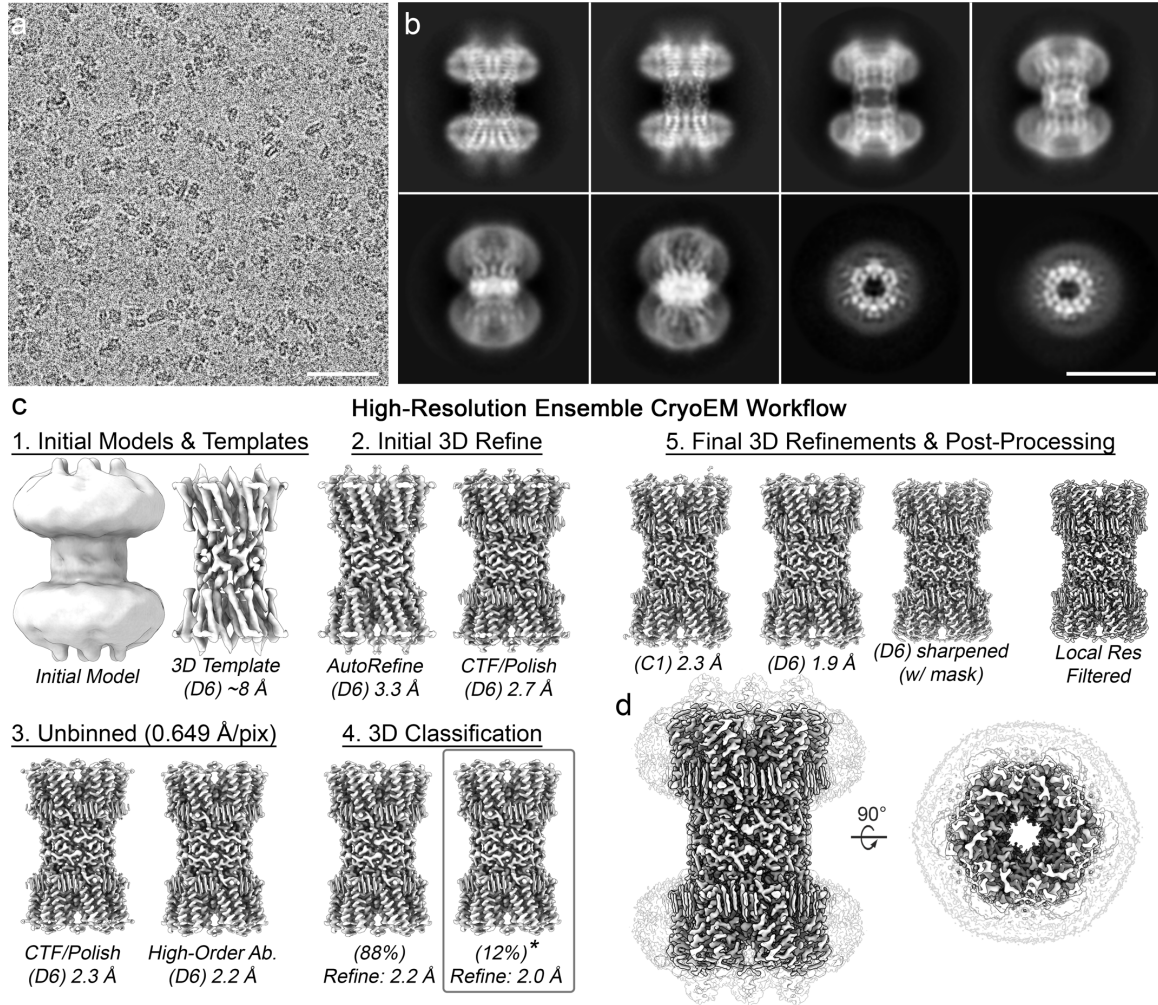 a
b
c
High-Resolution Ensemble CryoEM Workflow
1. Initial Models & Templates
2. Initial 3D Refine
5. Final 3D Refinements & Post-Processing
Initial Model
3D Template
(D6) ~8 Å
AutoRefine
(D6) 3.3 Å
CTF/Polish
(D6) 2.7 Å
(C1) 2.3 Å
(D6) 1.9 Å
(D6) sharpened
(w/ mask)
Local Res
Filtered
3. Unbinned (0.649 Å/pix)
4. 3D Classification
CTF/Polish
(D6) 2.3 Å
High-Order Ab.
(D6) 2.2 Å
(88%)
Refine: 2.2 Å
(12%)*
Refine: 2.0 Å
d
90°